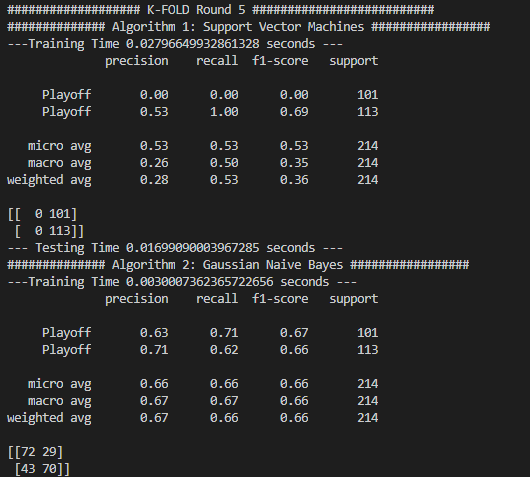 ################### K-FOLD Round 5 ##########################
############## Algorithm 1: Support Vector Machines #################
---Training Time 0.02796649932861328 seconds ---
              precision    recall  f1-score   support

     Playoff       0.00      0.00      0.00       101
     Playoff       0.53      1.00      0.69       113

   micro avg       0.53      0.53      0.53       214
   macro avg       0.26      0.50      0.35       214
weighted avg       0.28      0.53      0.36       214

[[  0 101]
 [  0 113]]
--- Testing Time 0.01699090003967285 seconds ---
############## Algorithm 2: Gaussian Naive Bayes #################
---Training Time 0.0030007362365722656 seconds ---
              precision    recall  f1-score   support

     Playoff       0.63      0.71      0.67       101
     Playoff       0.71      0.62      0.66       113

   micro avg       0.66      0.66      0.66       214
   macro avg       0.67      0.67      0.66       214
weighted avg       0.67      0.66      0.66       214

[[72 29]
 [43 70]]